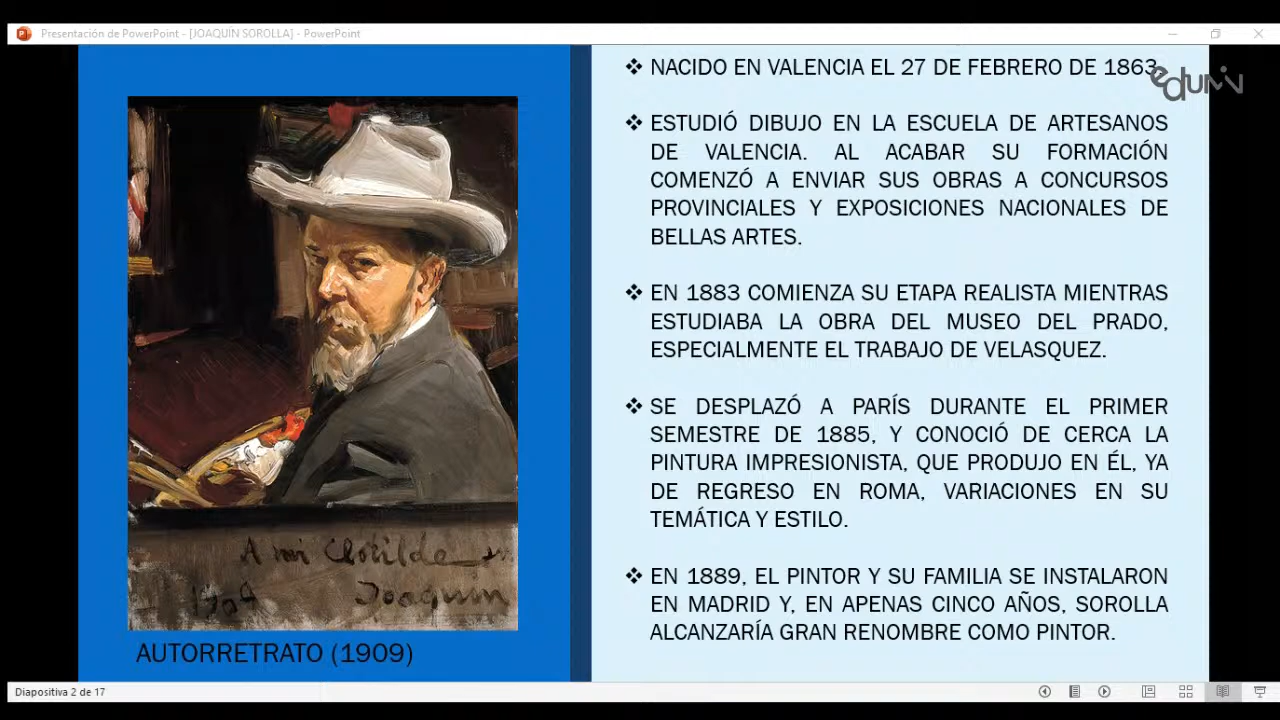 Presentación de PowerPoint - [JOAQUÍN SOROLLA] - PowerPoint
NACIDO EN VALENCIA EL 27 DE FEBRERO DE 1863.
eduMIN
ESTUDIÓ DIBUJO EN LA ESCUELA DE ARTESANOS
DE VALENCIA. AL ACABAR SU FORMACIÓN
COMENZÓ A ENVIAR SUS OBRAS A CONCURSOS
PROVINCIALES Y EXPOSICIONES NACIONALES DE
BELLAS ARTES.
EN 1883 COMIENZA SU ETAPA REALISTA MIENTRAS
ESTUDIABA LA OBRA DEL MUSEO DEL PRADO,
ESPECIALMENTE EL TRABAJO DE VELASQUEZ.
SE DESPLAZÓ A PARÍS DURANTE EL PRIMER
SEMESTRE DE 1885, Y CONOCIÓ DE CERCA LA
PINTURA IMPRESIONISTA, QUE PRODUJO EN ÉL, YA
DE REGRESO EN ROMA, VARIACIONES EN SU
TEMÁTICA Y ESTILO.
EN 1889, EL PINTOR Y SU FAMILIA SE INSTALARON
EN MADRID Y, EN APENAS CINCO AÑOS, SOROLLA
ALCANZARÍA GRAN RENOMBRE COMO PINTOR.
A mi Clotilde
1909 Joaquín
AUTORRETRATO (1909)
Diapositiva 2 de 17